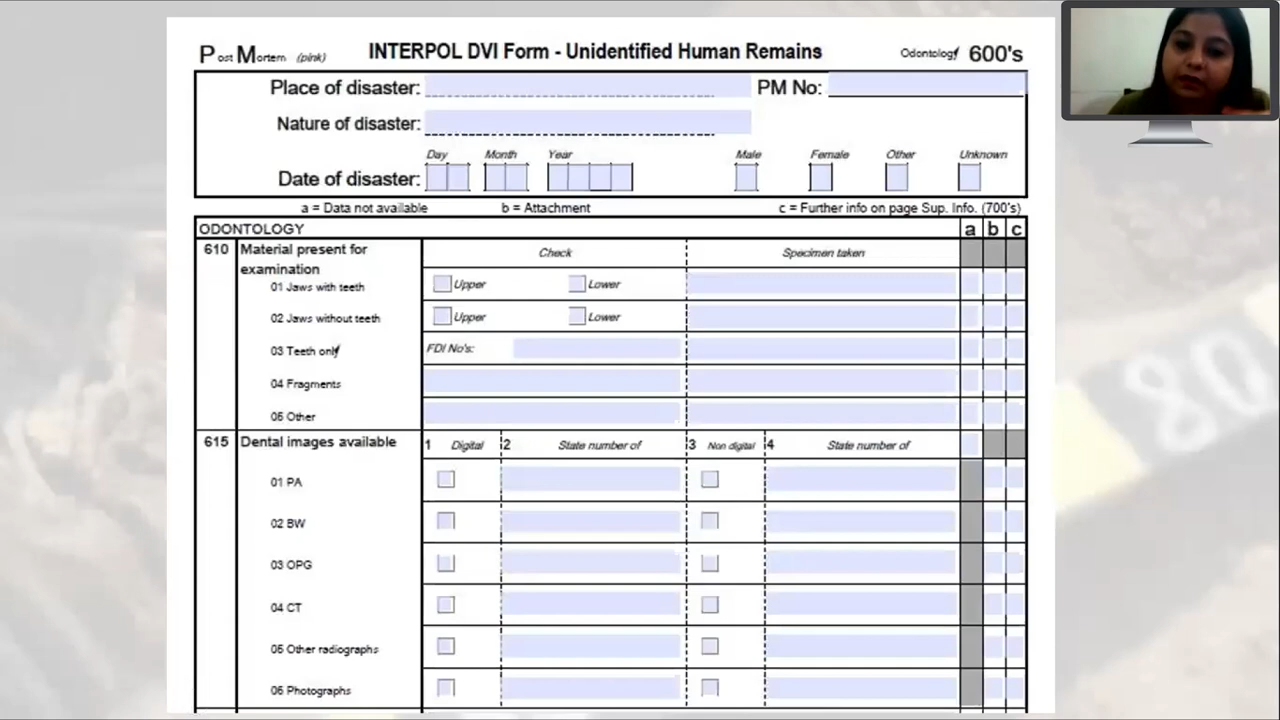 Post Mortem (pink) INTERPOL DVI Form - Unidentified Human Remains Odontology 600's
Place of disaster: PM No:
Nature of disaster:
Day Month Year Male Female Other Unknown
Date of disaster:
a = Data not available b = Attachment c = Further info on page Sup. Info. (700's)
ODONTOLOGY a b c
610 Material present for Check Specimen taken
examination
01 Jaws with teeth Upper Lower
02 Jaws without teeth Upper Lower
03 Teeth only FDI No's:
04 Fragments
05 Other
615 Dental images available 1 Digital 2 State number of 3 Non digital 4 State number of
01 PA
02 BW
03 OPG
04 CT
05 Other radiographs
06 Photographs
80